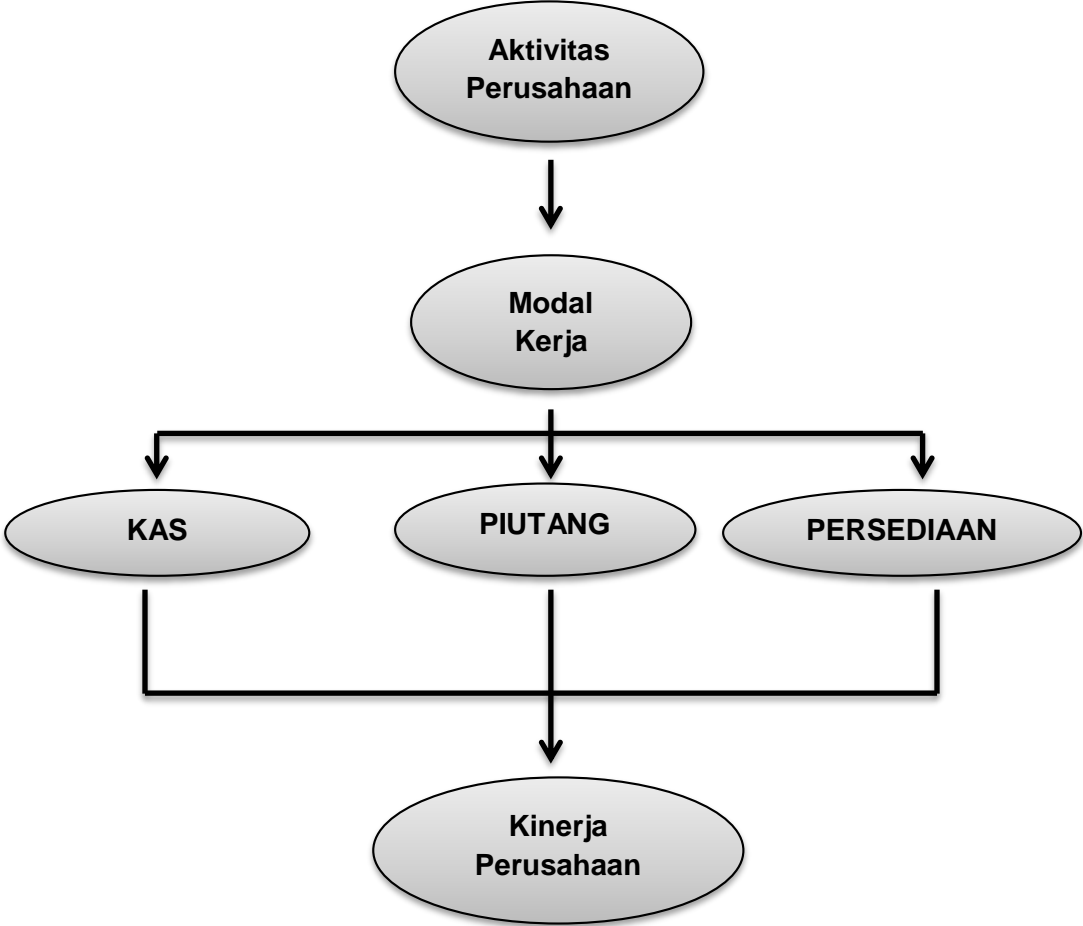 Aktivitas
Perusahaan
Modal
Kerja
KAS
PIUTANG
PERSEDIAAN
Kinerja
Perusahaan